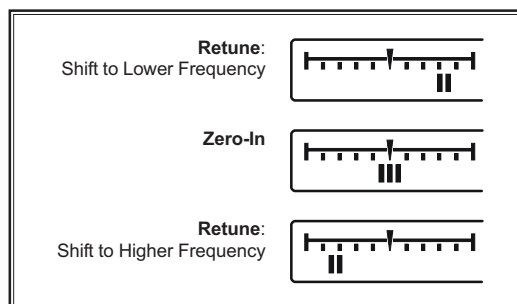 Retune:
Shift to Lower Frequency
Zero-In
Retune:
Shift to Higher Frequency